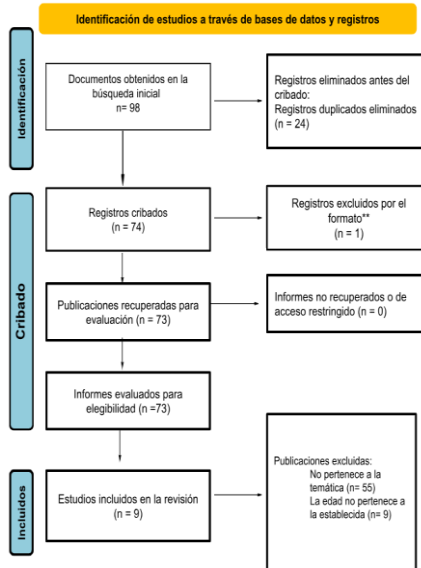 Identificación de estudios a través de bases de datos y registros
Identificación
Documentos obtenidos en la
búsqueda inicial
n= 98
Registros eliminados antes del
cribado:
Registros duplicados eliminados
(n = 24)
Cribado
Registros cribados
(n = 74)
Registros excluidos por el
formato**
(n = 1)
Publicaciones recuperadas para
evaluación (n = 73)
Informes no recuperados o de
acceso restringido (n = 0)
Informes evaluados para
elegibilidad (n =73)
Incluidos
Estudios incluidos en la revisión
(n = 9)
Publicaciones excluidas:
No pertenece a la
temática (n= 55)
La edad no pertenece a
la establecida (n= 9)